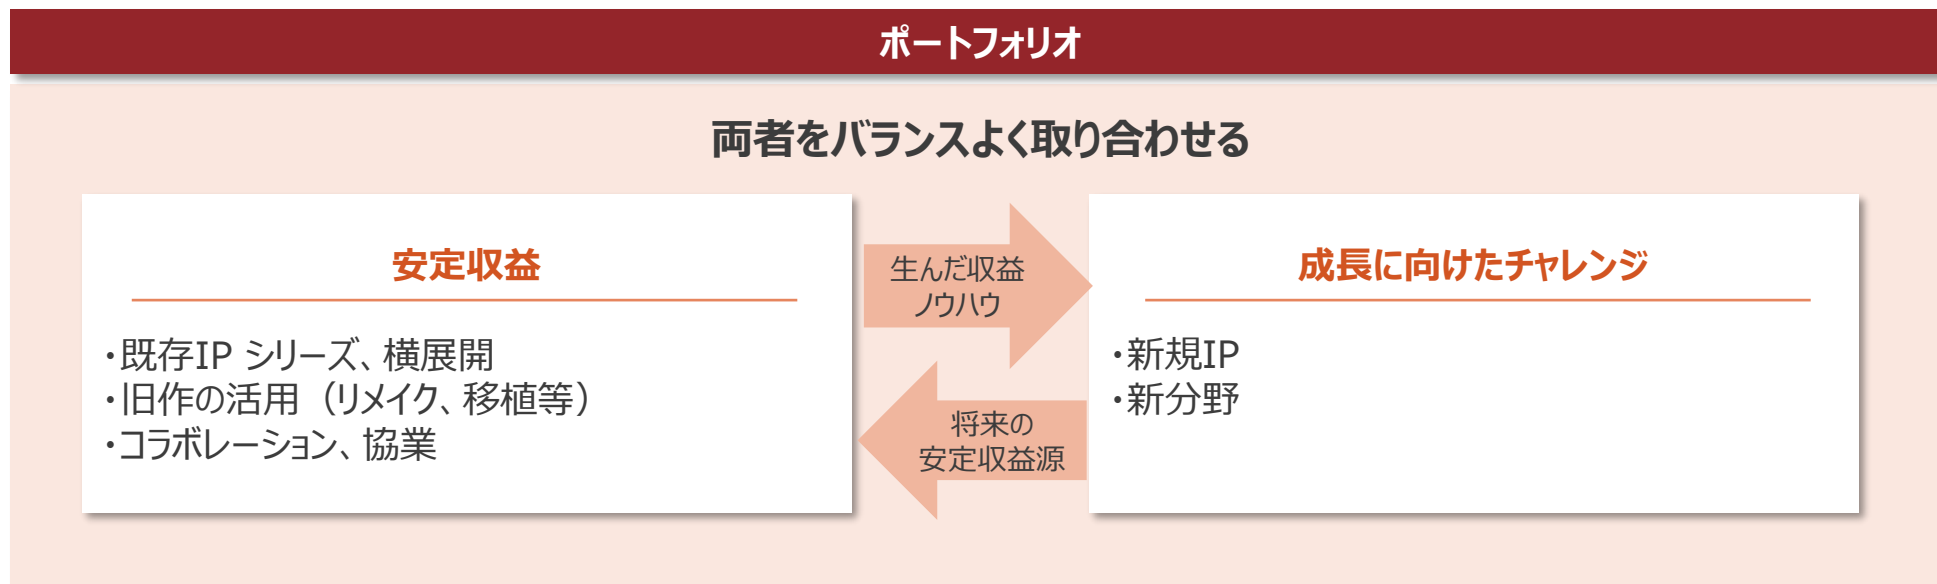 ポートフォリオ
両者をバランスよく取り合わせる
安定収益
・既存IP シリーズ、横展開
・旧作の活用（リメイク、移植等）
・コラボレーション、協業
生んだ収益
ノウハウ
将来の
安定収益源
成長に向けたチャレンジ
・新規IP
・新分野